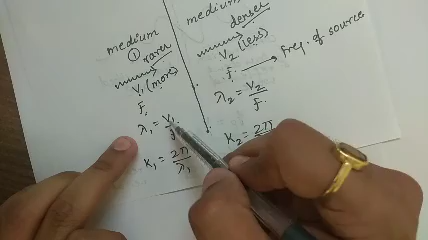 medium
① rarer
V₁ (more)
f.
λ₁ = V₁/f
K₁ = 2π/λ₁
medium
denser
V₂ (less)
f. → freq. of source
λ₂ = V₂/f.
K₂ = 2π